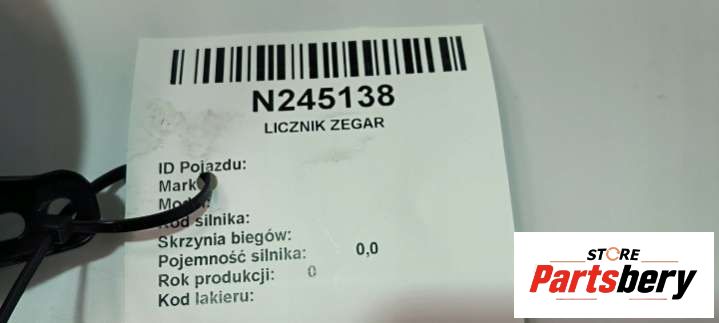 N245138
LICZNIK ZEGAR
ID Pojazdu:
Mark
silnika:
Skrzynia biegów:
Pojemność silnika: 0,0
Rok produkcji: 0
Kod lakieru:
STORE
Partsbery